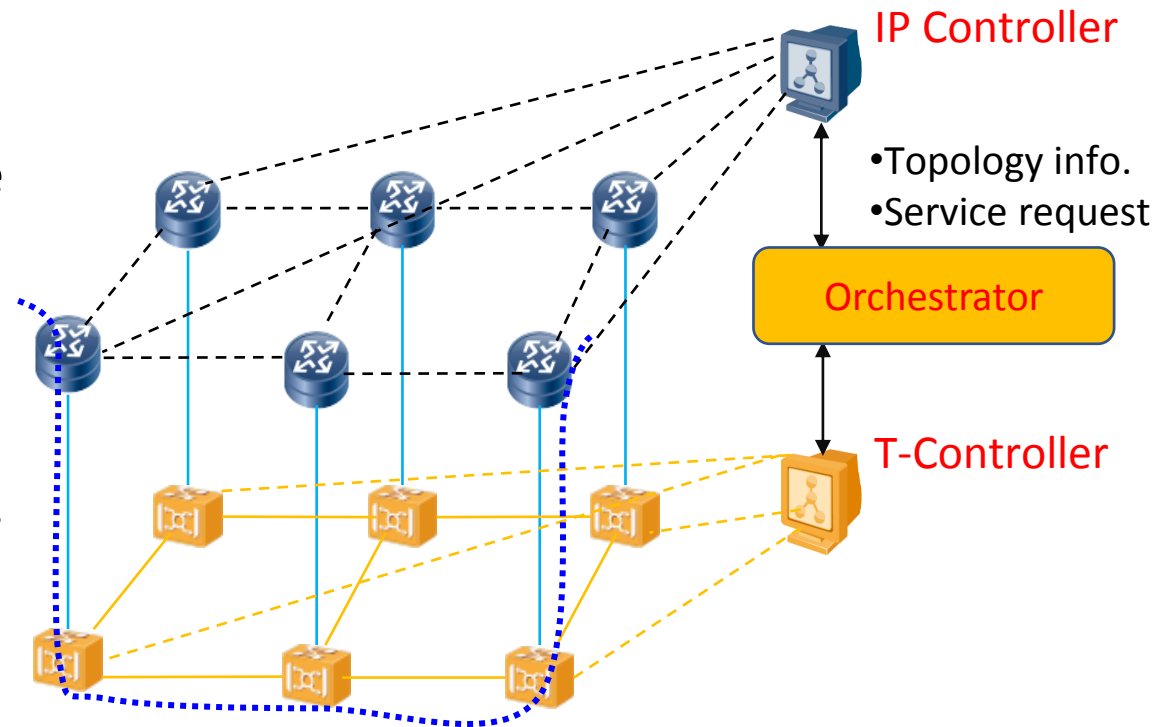 IP Controller
•Topology info.
•Service request
Orchestrator
T-Controller